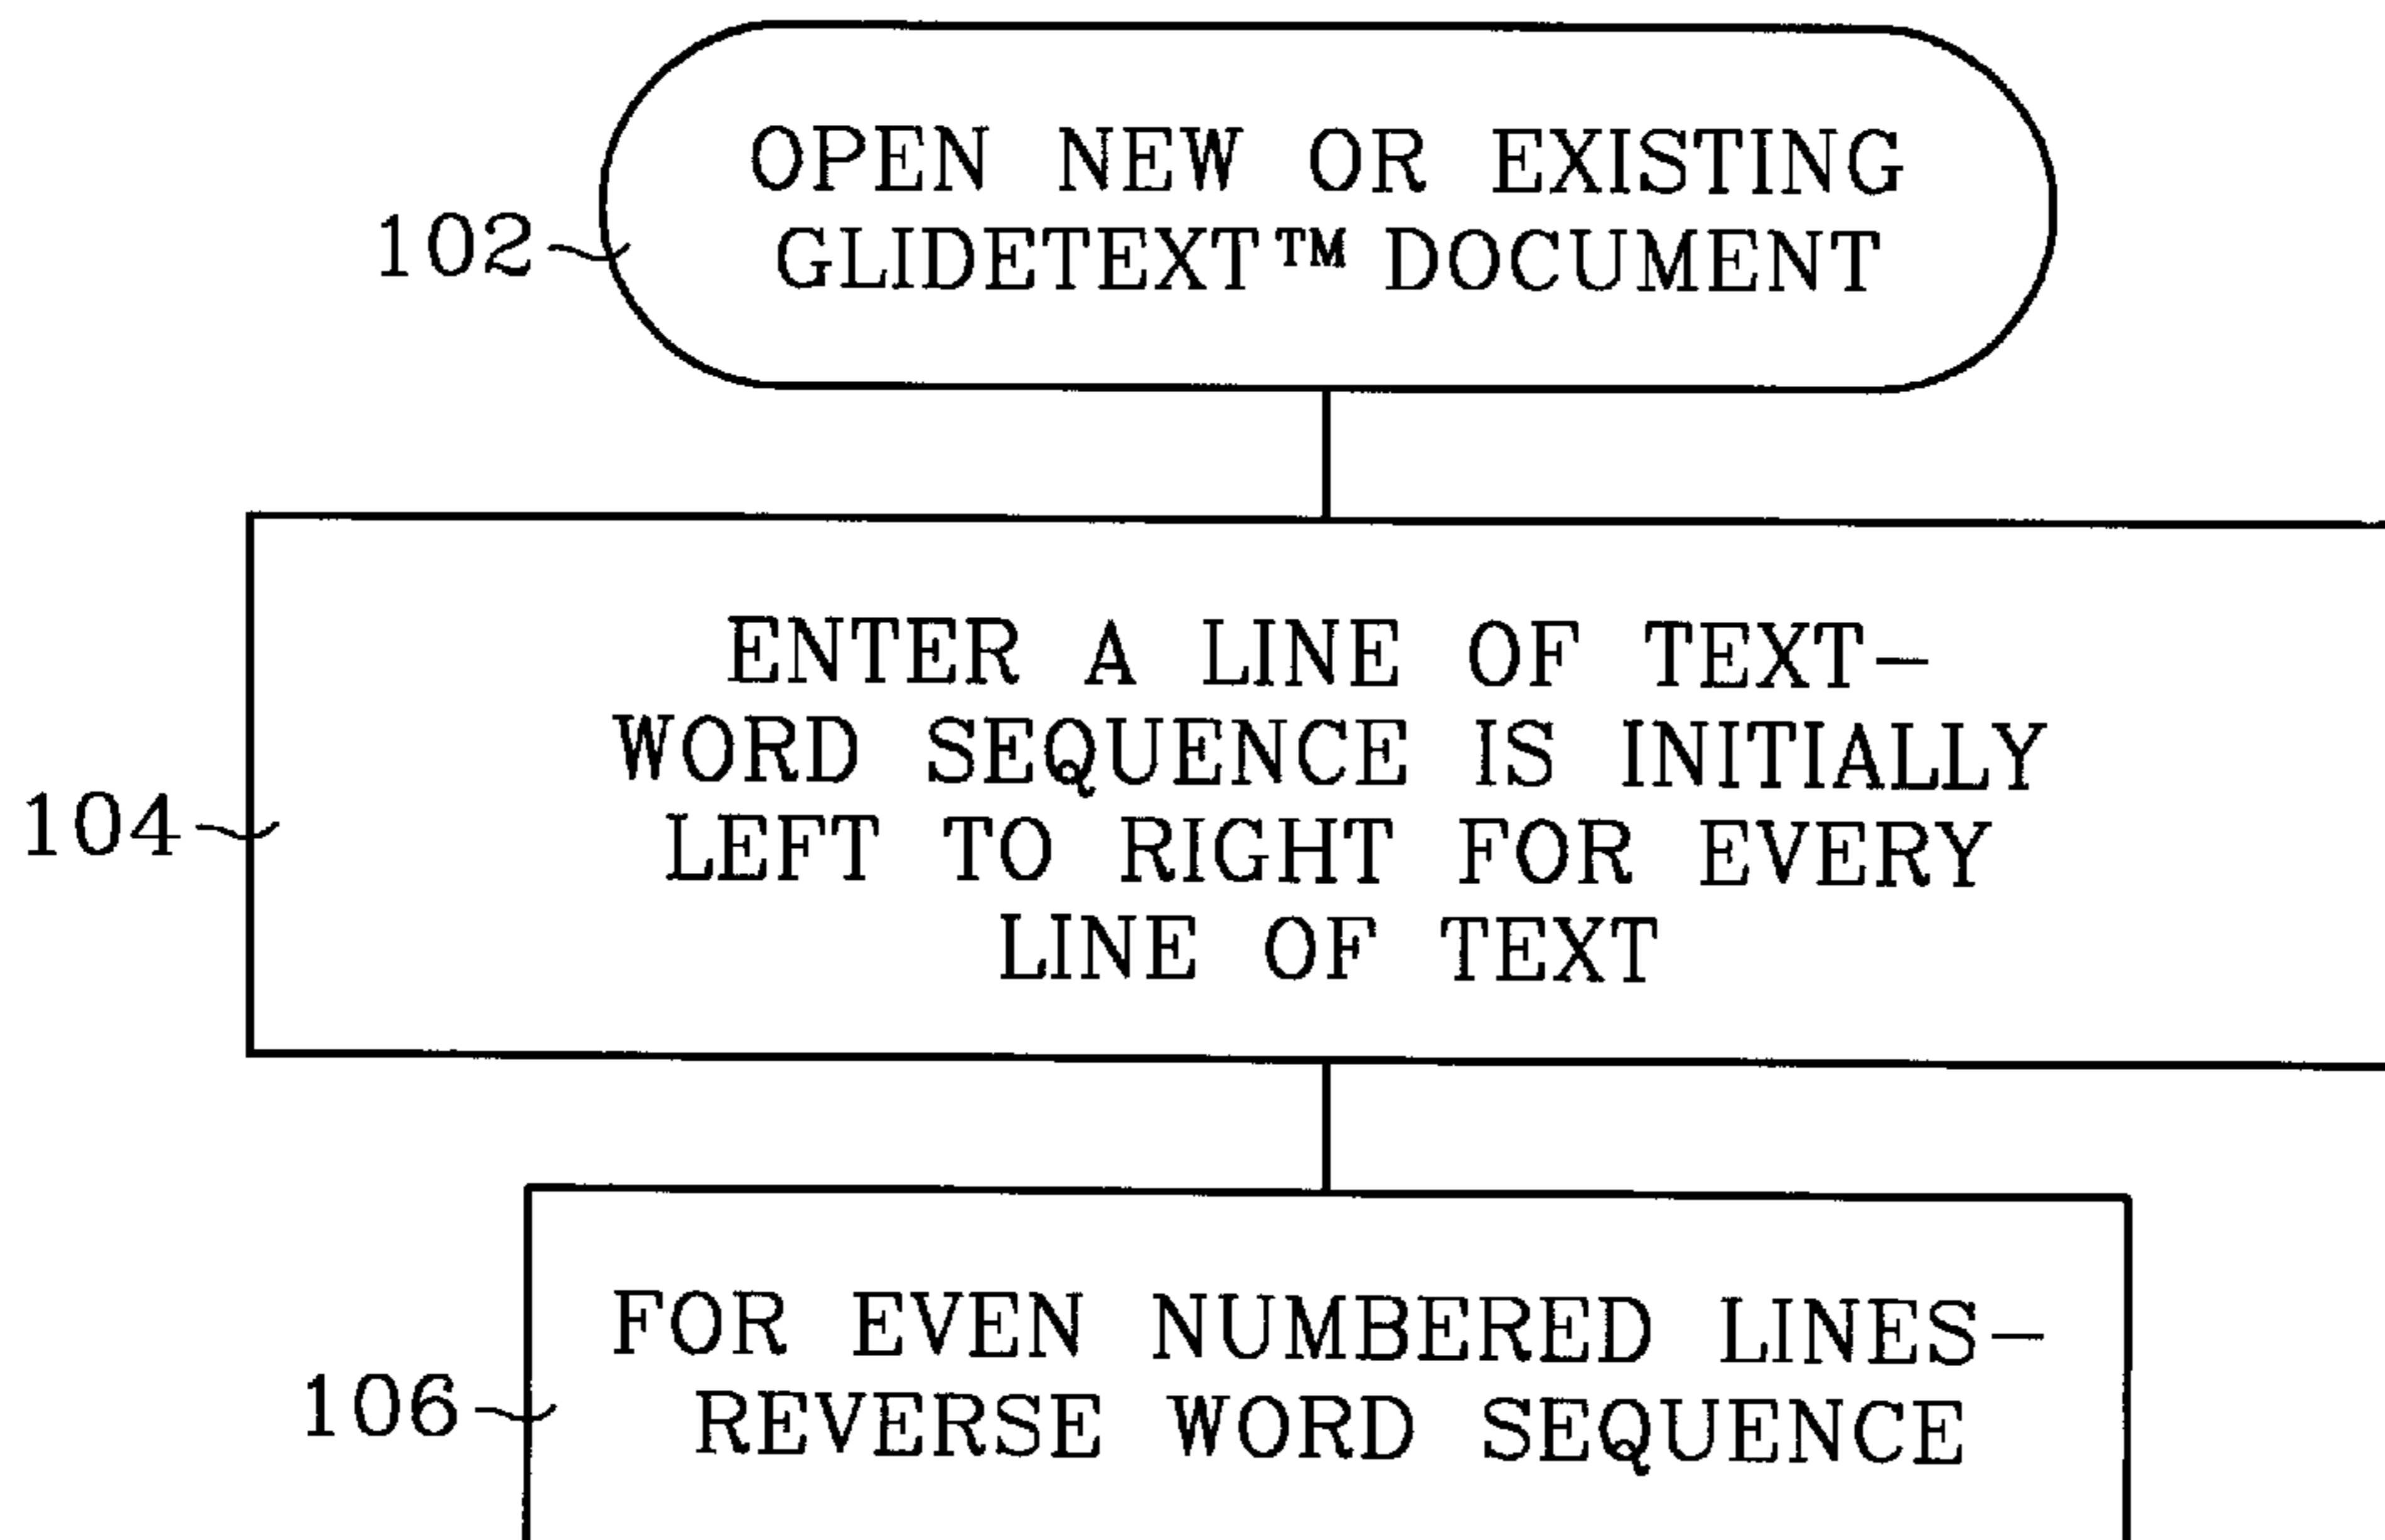 OPEN NEW OR EXISTING
102 GLIDETEXT™ DOCUMENT
ENTER A LINE OF TEXT—
WORD SEQUENCE IS INITIALLY
104 LEFT TO RIGHT FOR EVERY
LINE OF TEXT
FOR EVEN NUMBERED LINES—
106 REVERSE WORD SEQUENCE